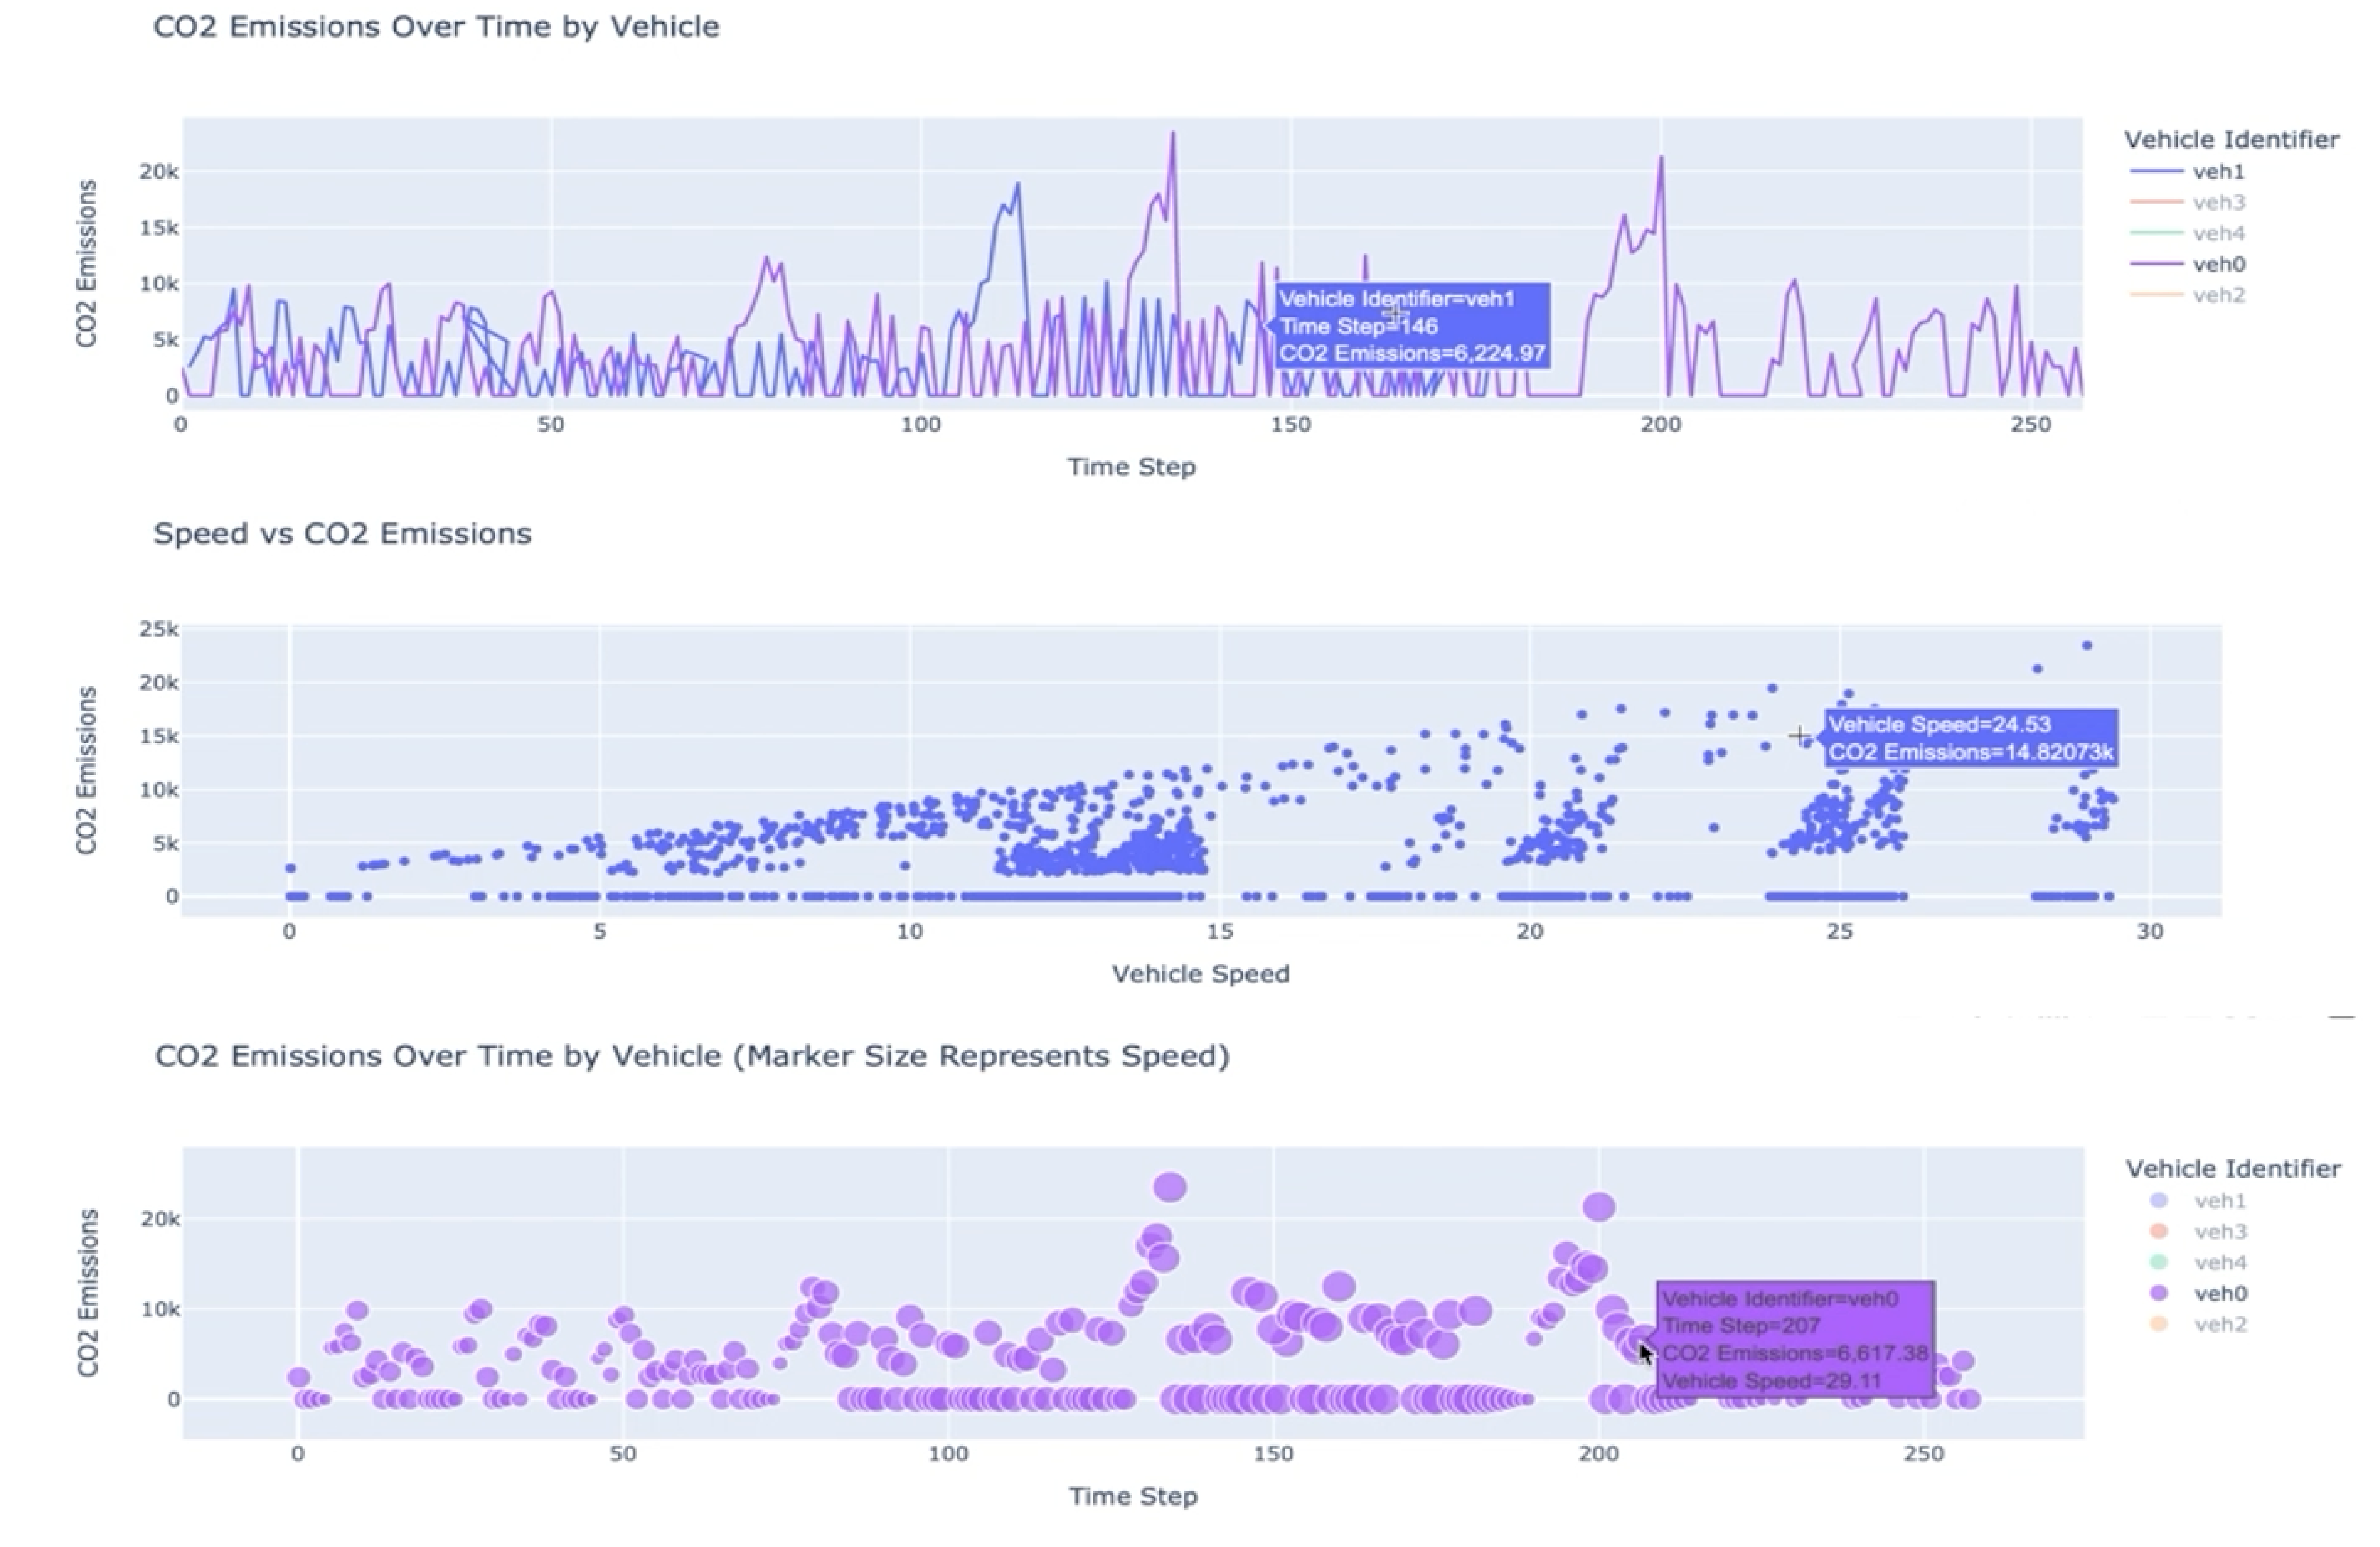 CO2 Emissions Over Time by Vehicle
CO2 Emissions
20k
15k
10k
5k
0
0 50 100 150 200 250
Time Step
Vehicle Identifier
veh1
veh3
veh4
veh0
veh2
Vehicle Identifier=veh1
Time Step=146
CO2 Emissions=6,224.97
Speed vs CO2 Emissions
CO2 Emissions
25k
20k
15k
10k
5k
0
0 5 10 15 20 25 30
Vehicle Speed
Vehicle Speed=24.53
CO2 Emissions=14.82073k
CO2 Emissions Over Time by Vehicle (Marker Size Represents Speed)
CO2 Emissions
20k
10k
0
0 50 100 150 200 250
Time Step
Vehicle Identifier
veh1
veh3
veh4
veh0
veh2
Vehicle Identifier=veh0
Time Step=207
CO2 Emissions=6,617.38
Vehicle Speed=29.11